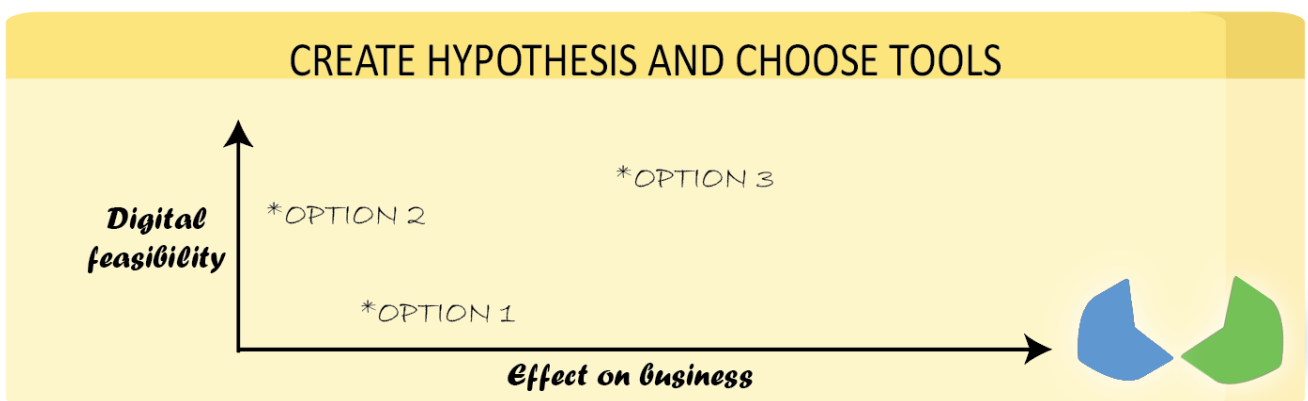 CREATE HYPOTHESIS AND CHOOSE TOOLS
*OPTION 3
*OPTION 2
Digital
feasibility
*OPTION 1
Effect on business